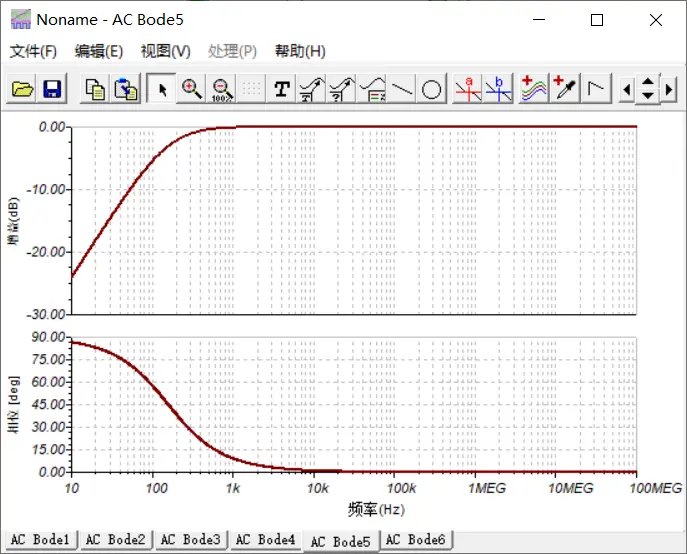 Noname - AC Bode5
文件(F) 编辑(E) 视图(V) 处理(P) 帮助(H)
100%
T
T
?
a
b
0.00
-10.00
-20.00
-30.00
增益(dB)
90.00
75.00
60.00
45.00
30.00
15.00
0.00
相位 [deg]
10 100 1k 10k 100k 1MEG 10MEG 100MEG
频率(Hz)
AC Bode1 AC Bode2 AC Bode3 AC Bode4 AC Bode5 AC Bode6